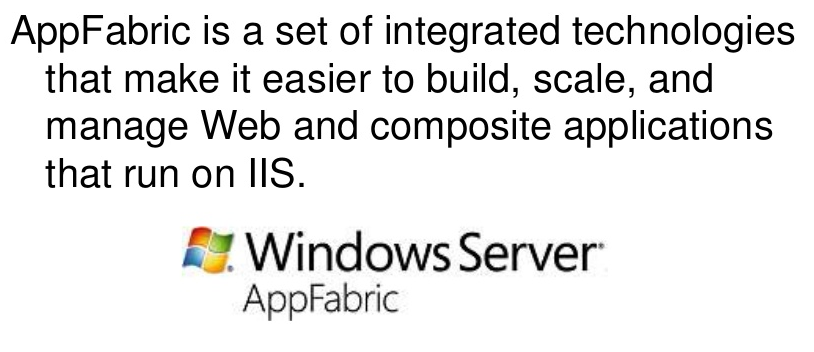 AppFabric is a set of integrated technologies
that make it easier to build, scale, and
manage Web and composite applications
that run on IIS.
Windows Server
AppFabric